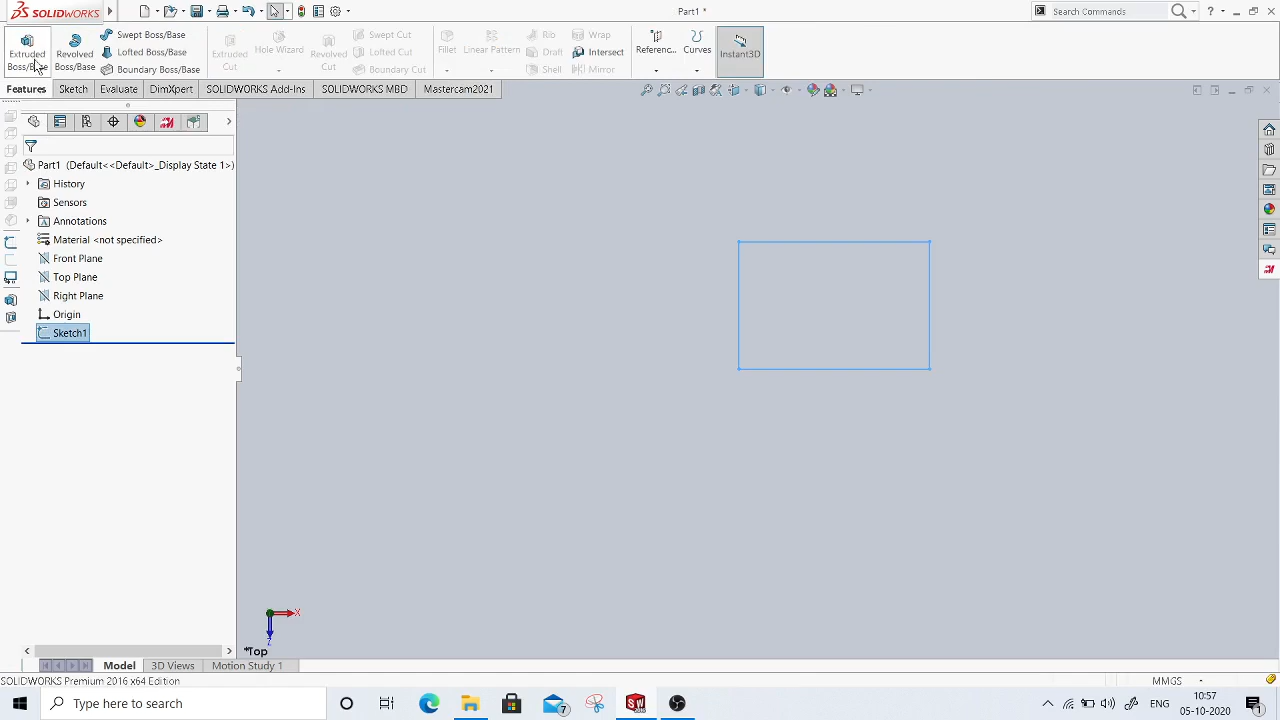 SOLIDWORKS
Part1 *
Search Commands
Extruded Boss/Base
Revolved Boss/Base
Swept Boss/Base
Lofted Boss/Base
Boundary Boss/Base
Extruded Cut
Hole Wizard
Revolved Cut
Swept Cut
Lofted Cut
Boundary Cut
Fillet
Linear Pattern
Rib
Draft
Shell
Wrap
Intersect
Mirror
Referenc...
Curves
Instant3D
Features
Sketch
Evaluate
DimXpert
SOLIDWORKS Add-Ins
SOLIDWORKS MBD
Mastercam2021
Part1 (Default<<Default>_Display State 1>)
History
Sensors
Annotations
Material <not specified>
Front Plane
Top Plane
Right Plane
Origin
Sketch1
X
Z
*Top
Model
3D Views
Motion Study 1
SOLIDWORKS Premium 2016 x64 Edition
MMGS
Type here to search
7
ENG
10:57
05-10-2020
1